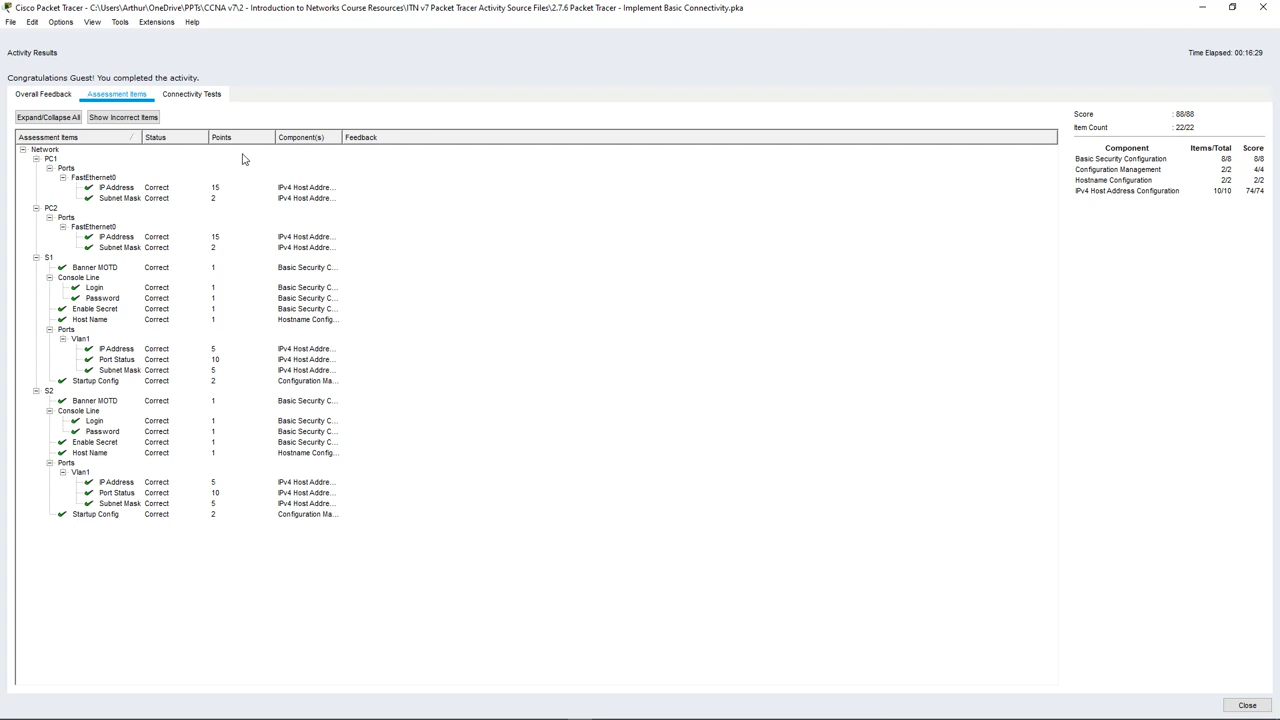 Cisco Packet Tracer - C:\Users\Arthur\OneDrive\PPTs\CCNA v7\2 - Introduction to Networks Course Resources\ITN v7 Packet Tracer Activity Source Files\2.7.6 Packet Tracer - Implement Basic Connectivity.pka
File Edit Options View Tools Extensions Help
Activity Results Time Elapsed: 00:16:29
Congratulations Guest! You completed the activity.
Overall Feedback Assessment Items Connectivity Tests
Expand/Collapse All Show Incorrect Items
Score : 88/88
Item Count : 22/22
Component Items/Total Score
Basic Security Configuration 8/8 8/8
Configuration Management 2/2 4/4
Hostname Configuration 2/2 2/2
IPv4 Host Address Configuration 10/10 74/74
Assessment Items Status Points Component(s) Feedback
Network
PC1
Ports
FastEthernet0
IP Address Correct 15 IPv4 Host Addre...
Subnet Mask Correct 2 IPv4 Host Addre...
PC2
Ports
FastEthernet0
IP Address Correct 15 IPv4 Host Addre...
Subnet Mask Correct 2 IPv4 Host Addre...
S1
Banner MOTD Correct 1 Basic Security C...
Console Line
Login Correct 1 Basic Security C...
Password Correct 1 Basic Security C...
Enable Secret Correct 1 Basic Security C...
Host Name Correct 1 Hostname Config...
Ports
Vlan1
IP Address Correct 5 IPv4 Host Addre...
Port Status Correct 10 IPv4 Host Addre...
Subnet Mask Correct 5 IPv4 Host Addre...
Startup Config Correct 2 Configuration Ma...
S2
Banner MOTD Correct 1 Basic Security C...
Console Line
Login Correct 1 Basic Security C...
Password Correct 1 Basic Security C...
Enable Secret Correct 1 Basic Security C...
Host Name Correct 1 Hostname Config...
Ports
Vlan1
IP Address Correct 5 IPv4 Host Addre...
Port Status Correct 10 IPv4 Host Addre...
Subnet Mask Correct 5 IPv4 Host Addre...
Startup Config Correct 2 Configuration Ma...
Close